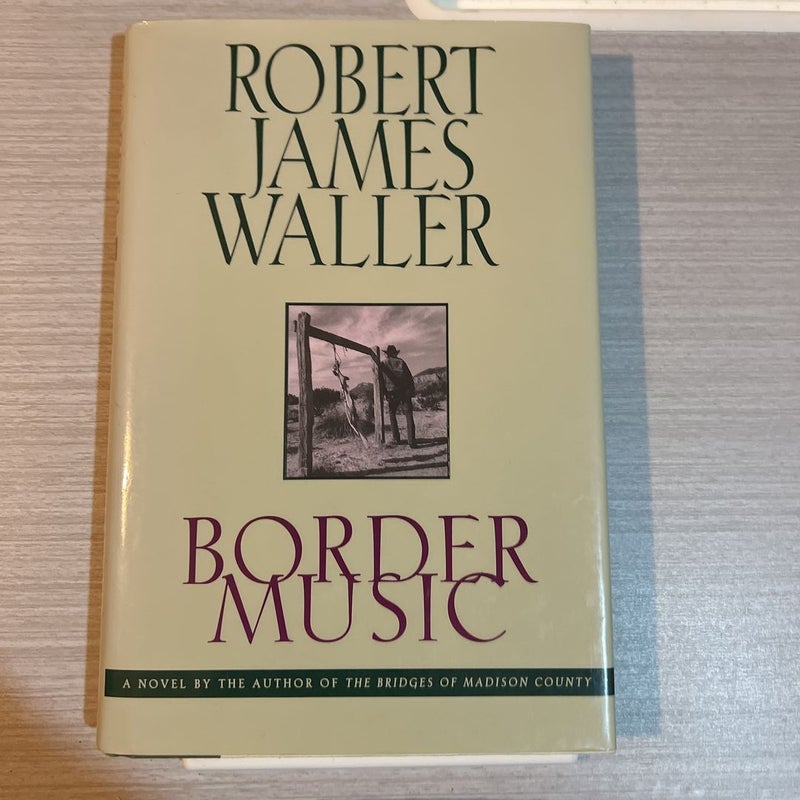 ROBERT
JAMES
WALLER
BORDER
MUSIC
A NOVEL BY THE AUTHOR OF THE BRIDGES OF MADISON COUNTY